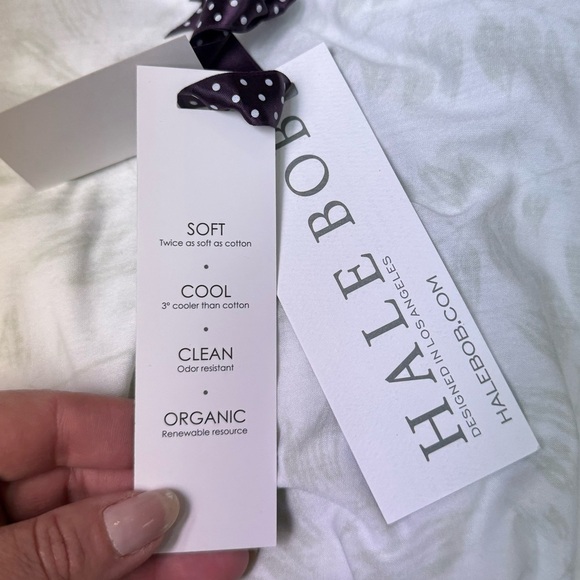 SOFT
Twice as soft as cotton
•
COOL
3° cooler than cotton
•
CLEAN
Odor resistant
•
ORGANIC
Renewable resource
HALE BOB
DESIGNED IN LOS ANGELES
HALEBOB.COM